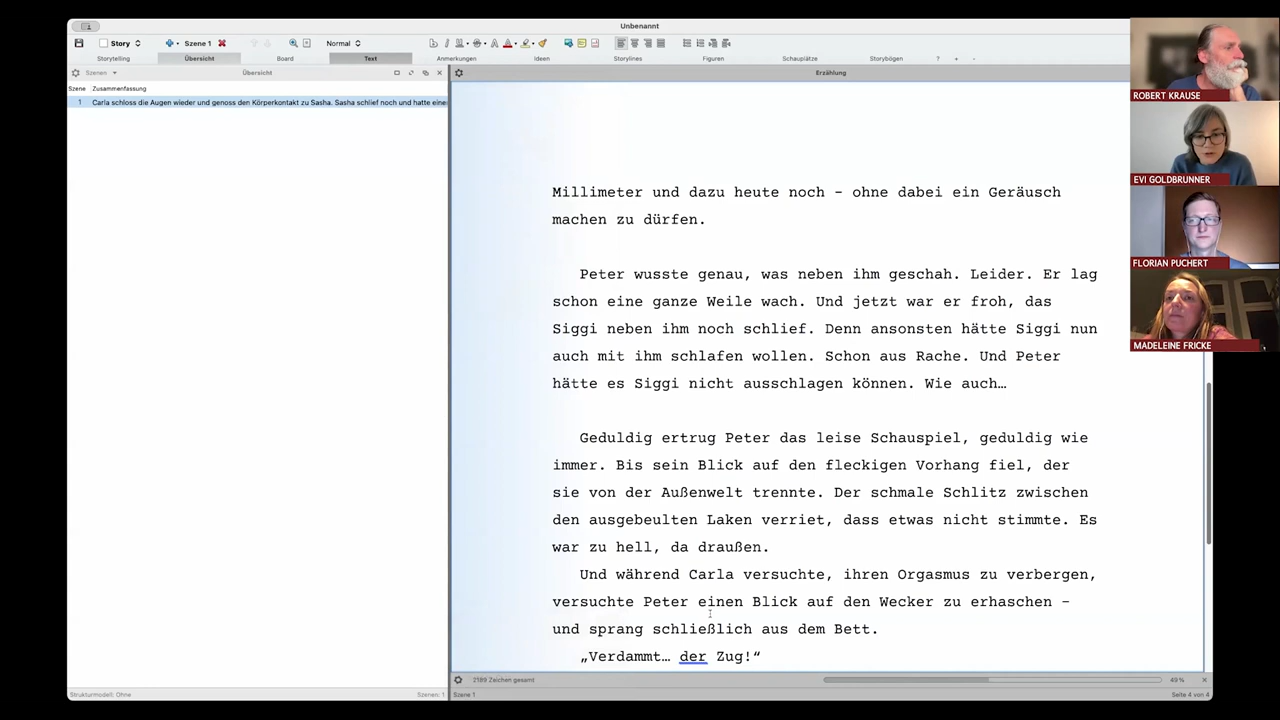 Unbenannt
Story
Szene 1
Normal
Storytelling
Übersicht
Board
Text
Anmerkungen
Ideen
Storylines
Figuren
Schauplätze
Storybögen
? + -
Szenen
Übersicht
Erzählung
Szene Zusammenfassung
1 Carla schloss die Augen wieder und genoss den Körperkontakt zu Sasha. Sasha schlief noch und hatte eine
Millimeter und dazu heute noch – ohne dabei ein Geräusch
machen zu dürfen.
Peter wusste genau, was neben ihm geschah. Leider. Er lag
schon eine ganze Weile wach. Und jetzt war er froh, das
Siggi neben ihm noch schlief. Denn ansonsten hätte Siggi nun
auch mit ihm schlafen wollen. Schon aus Rache. Und Peter
hätte es Siggi nicht ausschlagen können. Wie auch…
Geduldig ertrug Peter das leise Schauspiel, geduldig wie
immer. Bis sein Blick auf den fleckigen Vorhang fiel, der
sie von der Außenwelt trennte. Der schmale Schlitz zwischen
den ausgebeulten Laken verriet, dass etwas nicht stimmte. Es
war zu hell, da draußen.
Und während Carla versuchte, ihren Orgasmus zu verbergen,
versuchte Peter einen Blick auf den Wecker zu erhaschen –
und sprang schließlich aus dem Bett.
„Verdammt… der Zug!“
2189 Zeichen gesamt
49 %
Strukturmodell: Ohne
Szenen: 1
Szene 1
Seite 4 von 4
ROBERT KRAUSE
EVI GOLDBRUNNER
FLORIAN PUCHERT
MADELEINE FRICKE